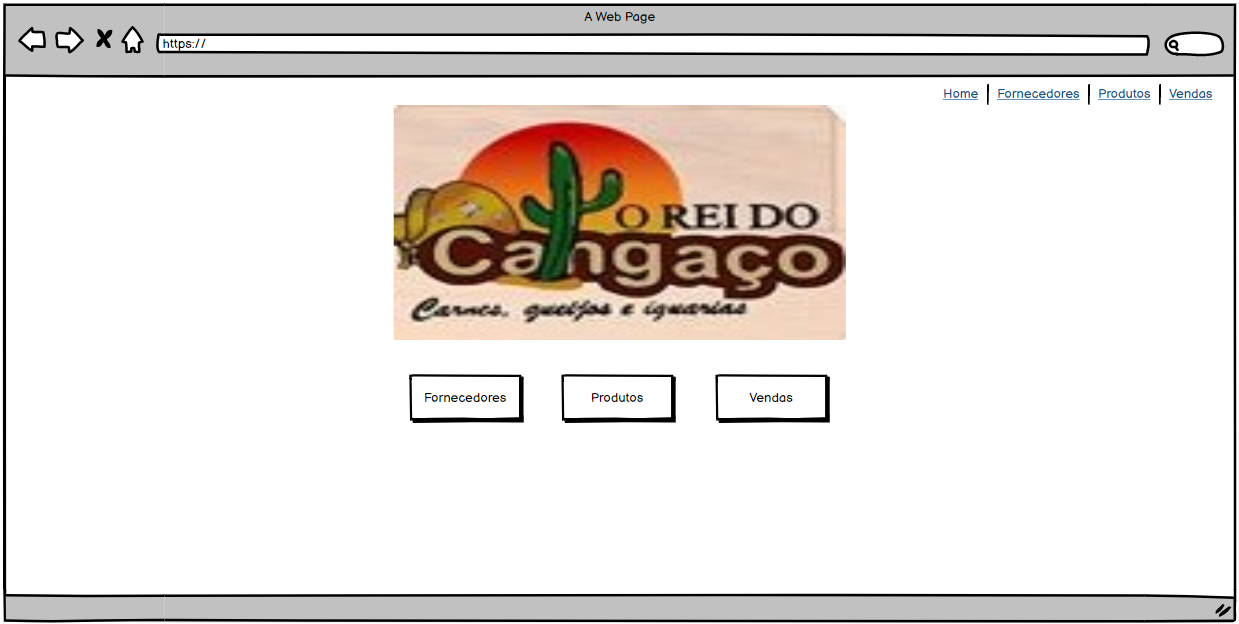 A Web Page
https://
Home Fornecedores Produtos Vendas
O REI DO
Cangaço
Carnes, queijos e iguarias
Fornecedores Produtos Vendas